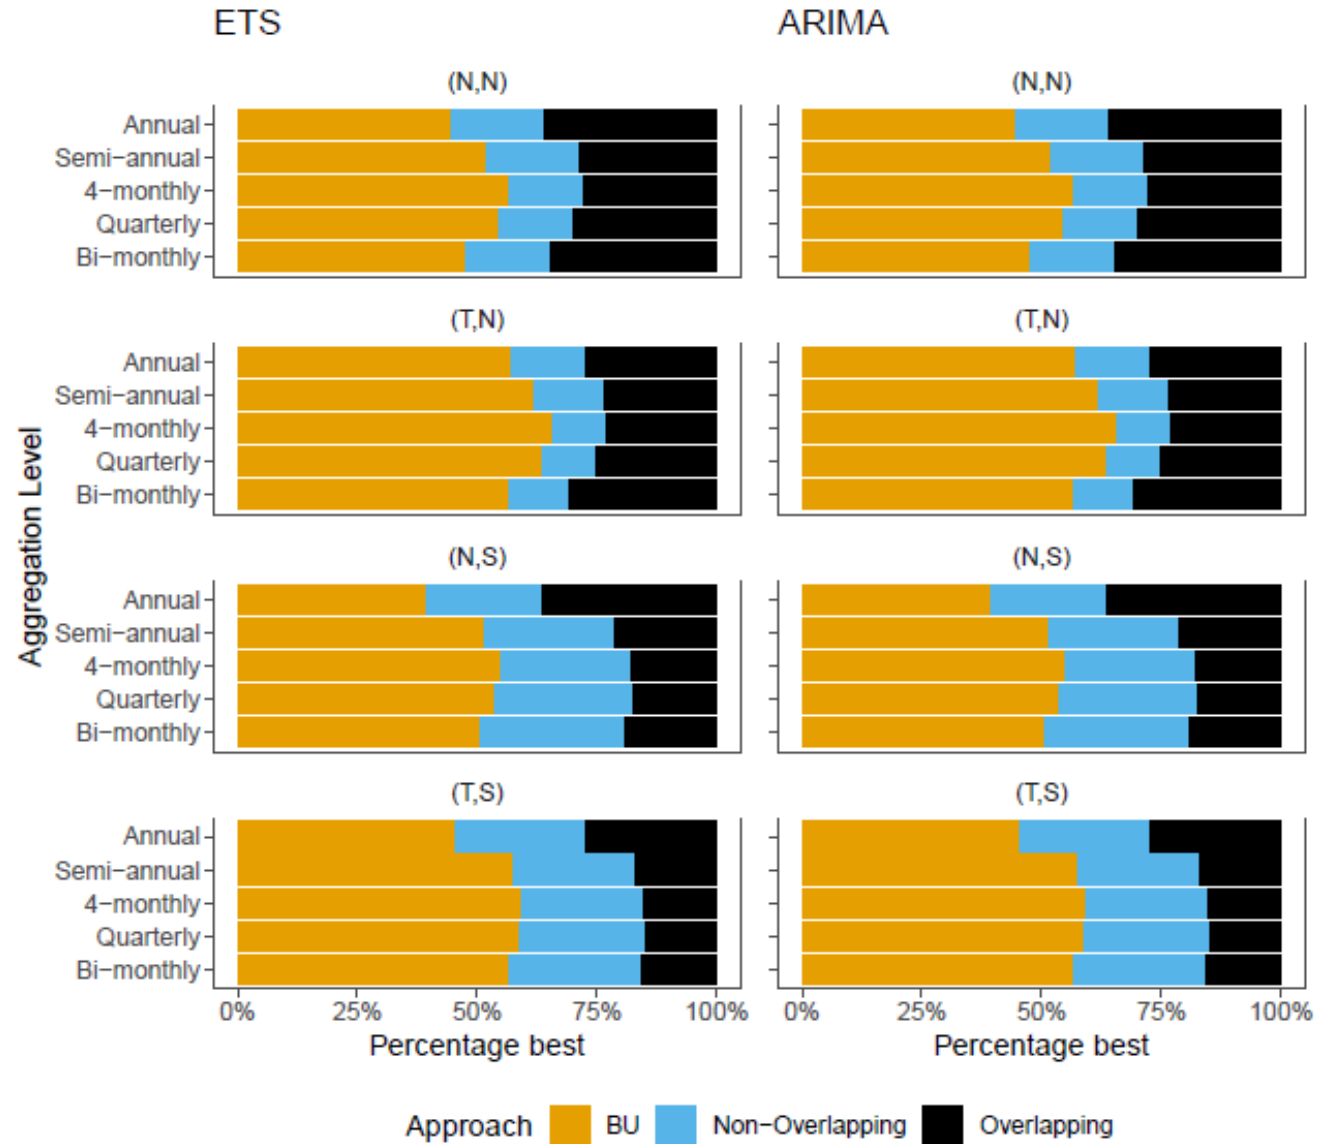 ETS
ARIMA
(N,N)
(N,N)
Annual
Semi-annual
4-monthly
Quarterly
Bi-monthly
(T,N)
(T,N)
Annual
Semi-annual
4-monthly
Quarterly
Bi-monthly
Aggregation Level
(N,S)
(N,S)
Annual
Semi-annual
4-monthly
Quarterly
Bi-monthly
(T,S)
(T,S)
Annual
Semi-annual
4-monthly
Quarterly
Bi-monthly
0% 25% 50% 75% 100%
0% 25% 50% 75% 100%
Percentage best
Percentage best
Approach BU Non-Overlapping Overlapping